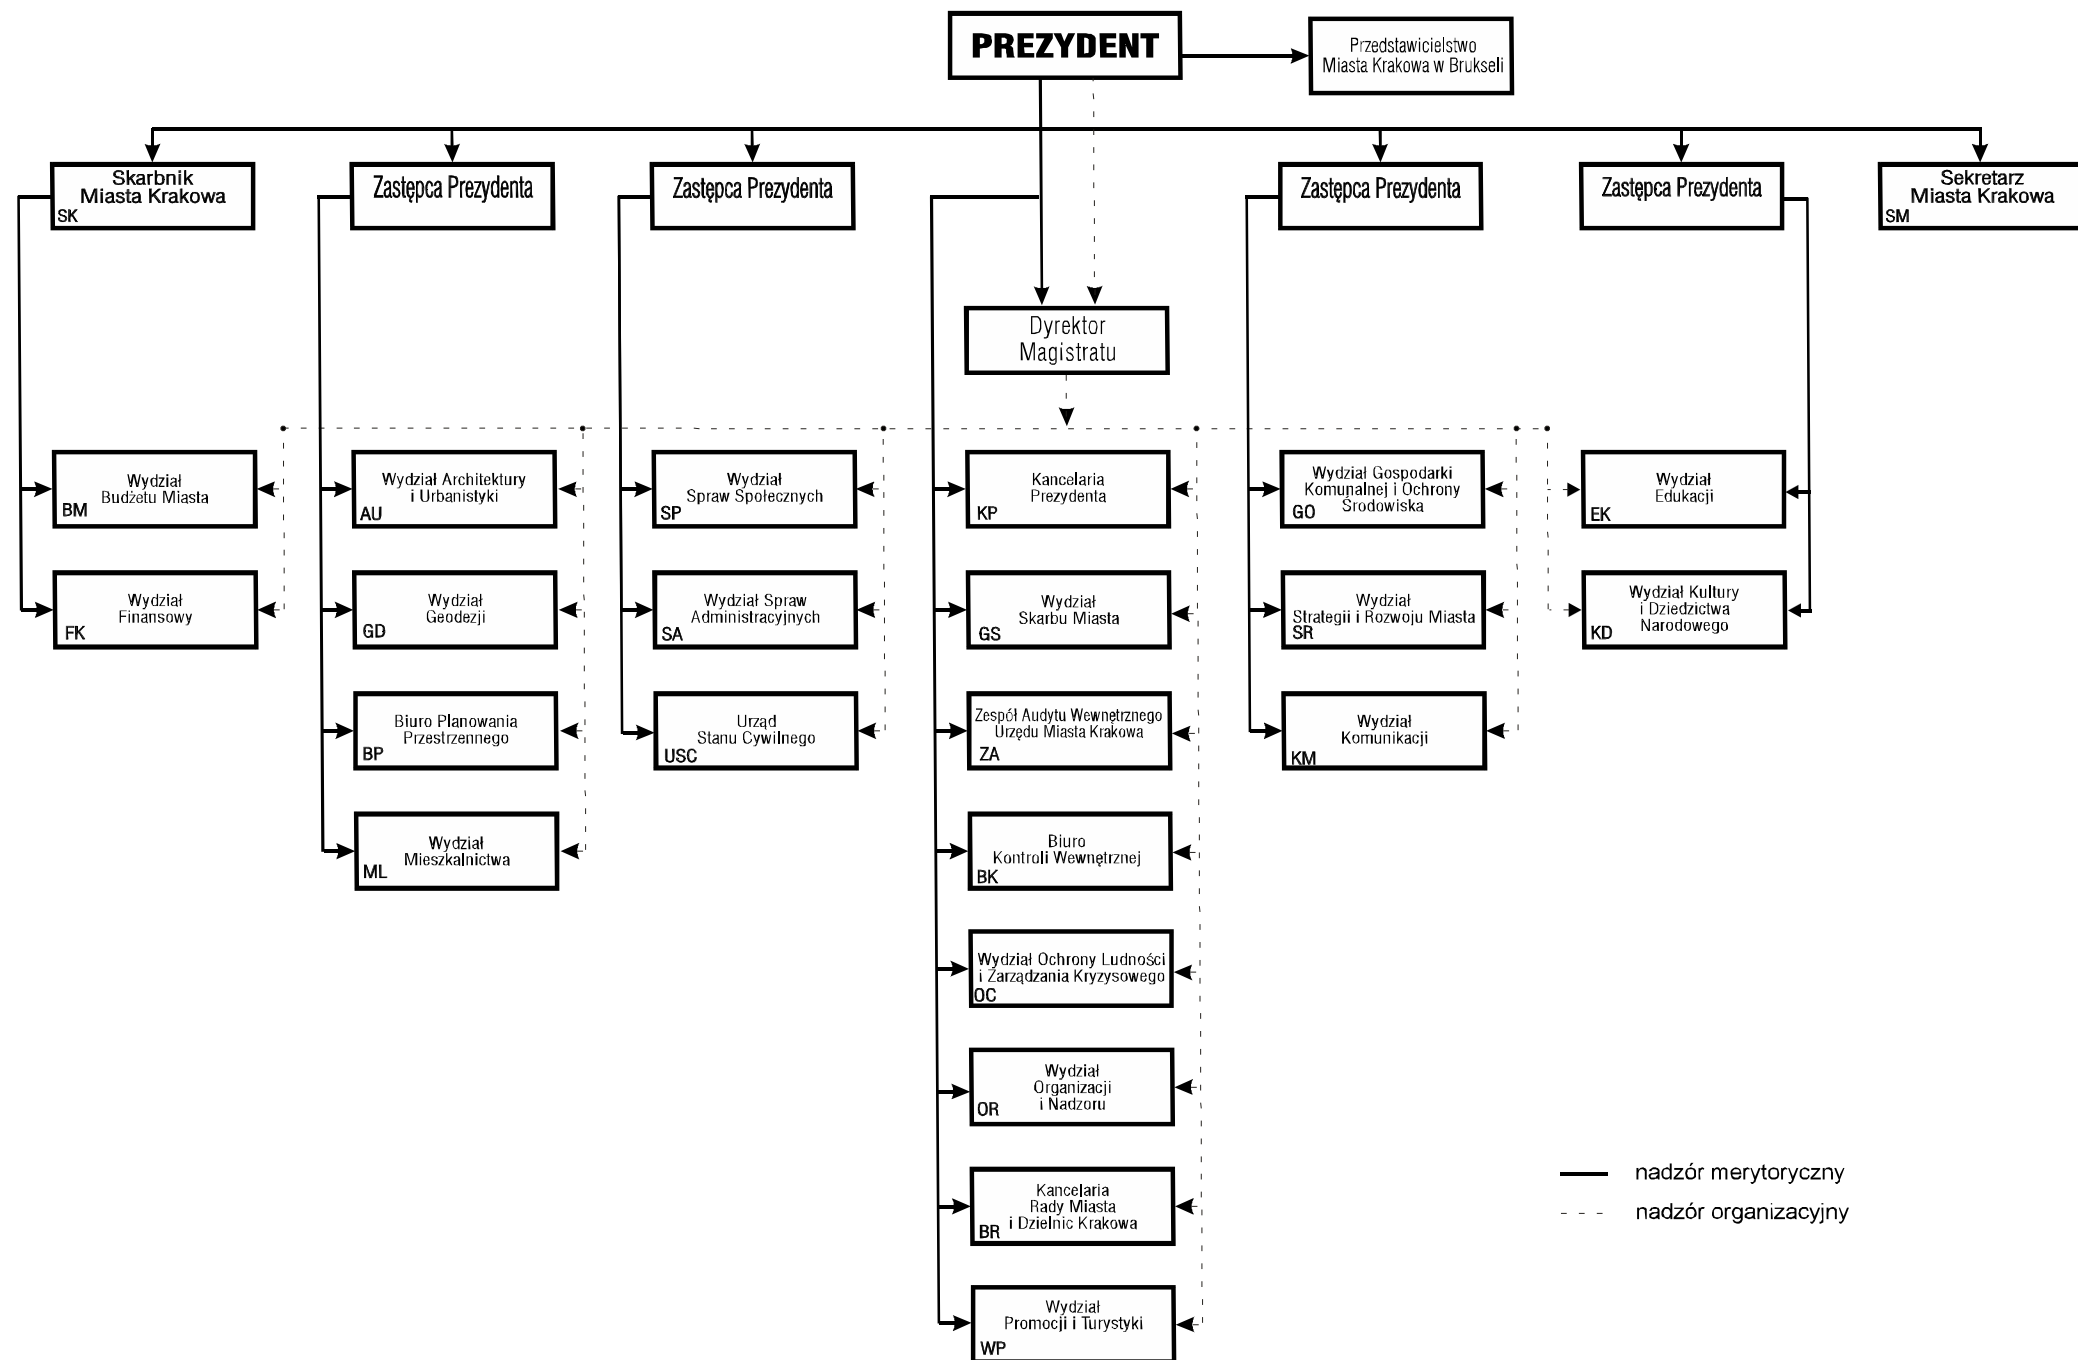 PREZYDENT
Przedstawicielstwo
Miasta Krakowa w Brukseli
Skarbnik
Miasta Krakowa
SK
Zastępca Prezydenta
Zastępca Prezydenta
Zastępca Prezydenta
Zastępca Prezydenta
Sekretarz
Miasta Krakowa
SM
Dyrektor
Magistratu
Wydział
Budżetu Miasta
BM
Wydział Architektury
i Urbanistyki
AU
Wydział
Spraw Społecznych
SP
Kancelaria
Prezydenta
KP
Wydział Gospodarki
Komunalnej i Ochrony
Środowiska
GO
Wydział
Edukacji
EK
Wydział
Finansowy
FK
Wydział
Geodezji
GD
Wydział Spraw
Administracyjnych
SA
Wydział
Skarbu Miasta
GS
Wydział
Strategii i Rozwoju Miasta
SR
Wydział Kultury
i Dziedzictwa
Narodowego
KD
Biuro Planowania
Przestrzennego
BP
Urząd
Stanu Cywilnego
USC
Zespół Audytu Wewnętrznego
Urzędu Miasta Krakowa
ZA
Wydział
Komunikacji
KM
Wydział
Mieszkalnictwa
ML
Biuro
Kontroli Wewnętrznej
BK
Wydział Ochrony Ludności
i Zarządzania Kryzysowego
OC
Wydział
Organizacji
i Nadzoru
OR
Kancelaria
Rady Miasta
i Dzielnic Krakowa
BR
Wydział
Promocji i Turystyki
WP
nadzór merytoryczny
nadzór organizacyjny